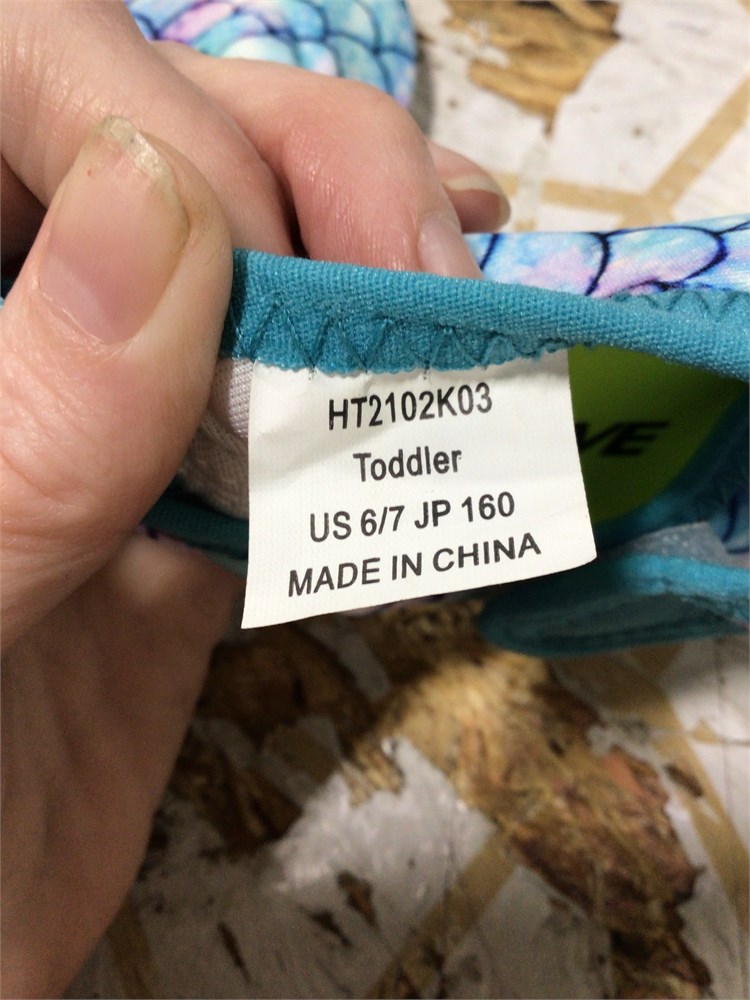 HT2102K03
Toddler
US 6/7 JP 160
MADE IN CHINA